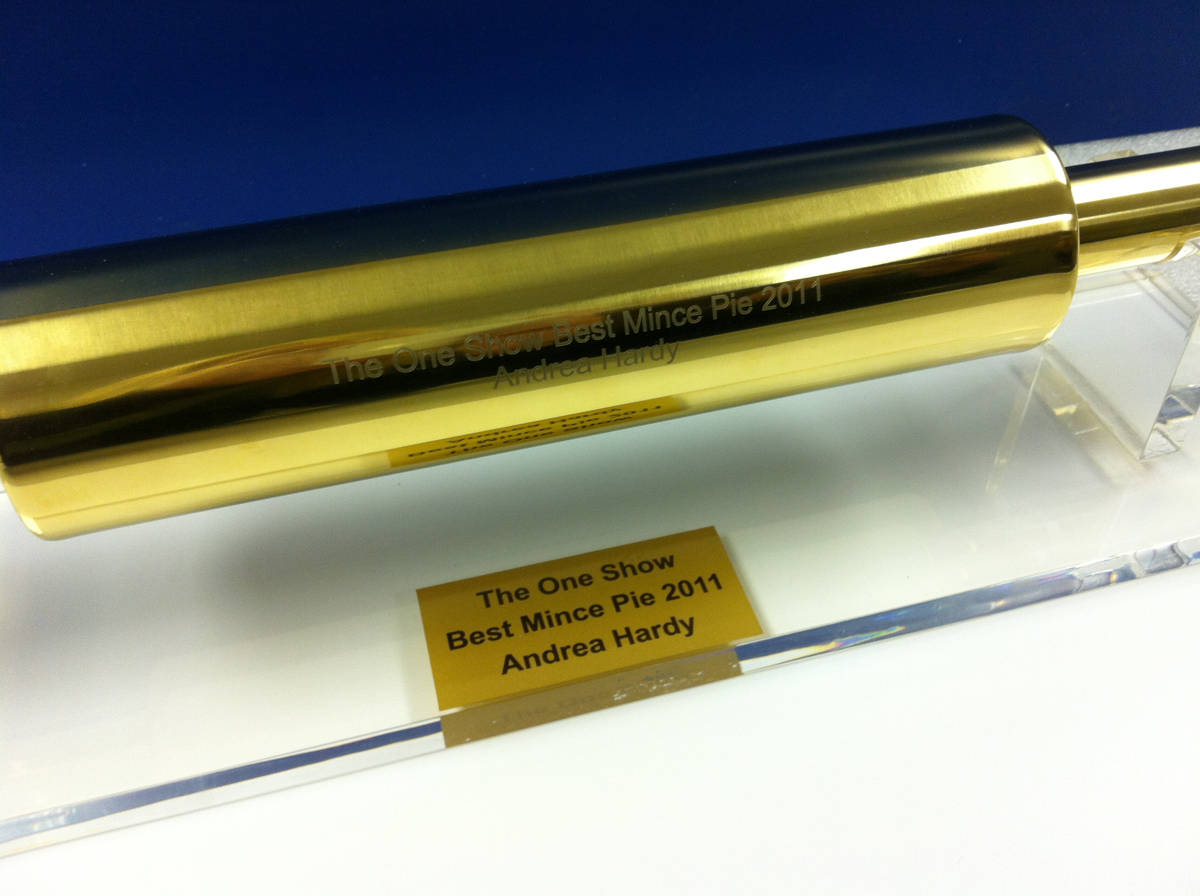 The One Show Best Mince Pie 2011
Andrea Hardy
The One Show
Best Mince Pie 2011
Andrea Hardy